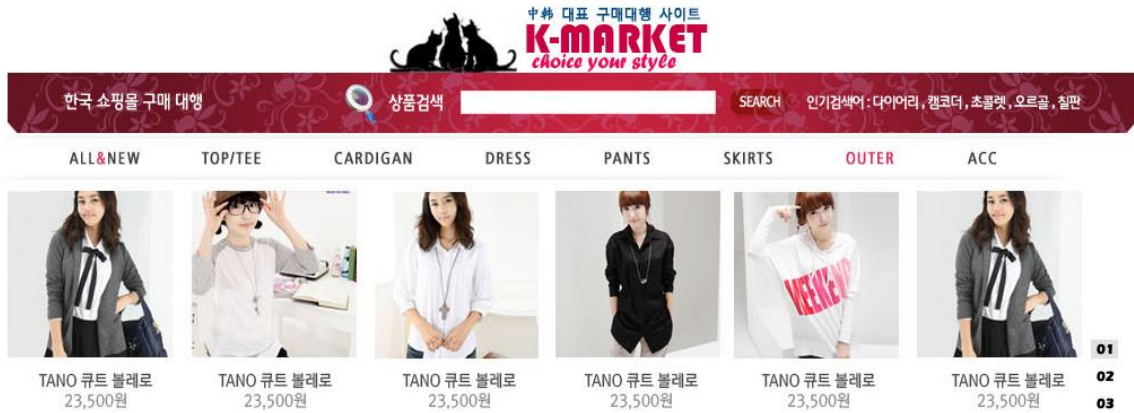 中韩 대표 구매대행 사이트
K-MARKET
choice your style
한국 쇼핑몰 구매 대행
상품검색
SEARCH
인기검색어 : 다이어리 , 캠코더 , 초콜렛 , 오르골 , 칠판
ALL&NEW TOP/TEE CARDIGAN DRESS PANTS SKIRTS OUTER ACC
WEEKEND
TANO 큐트 볼레로
23,500원
TANO 큐트 볼레로
23,500원
TANO 큐트 볼레로
23,500원
TANO 큐트 볼레로
23,500원
TANO 큐트 볼레로
23,500원
TANO 큐트 볼레로
23,500원
01
02
03